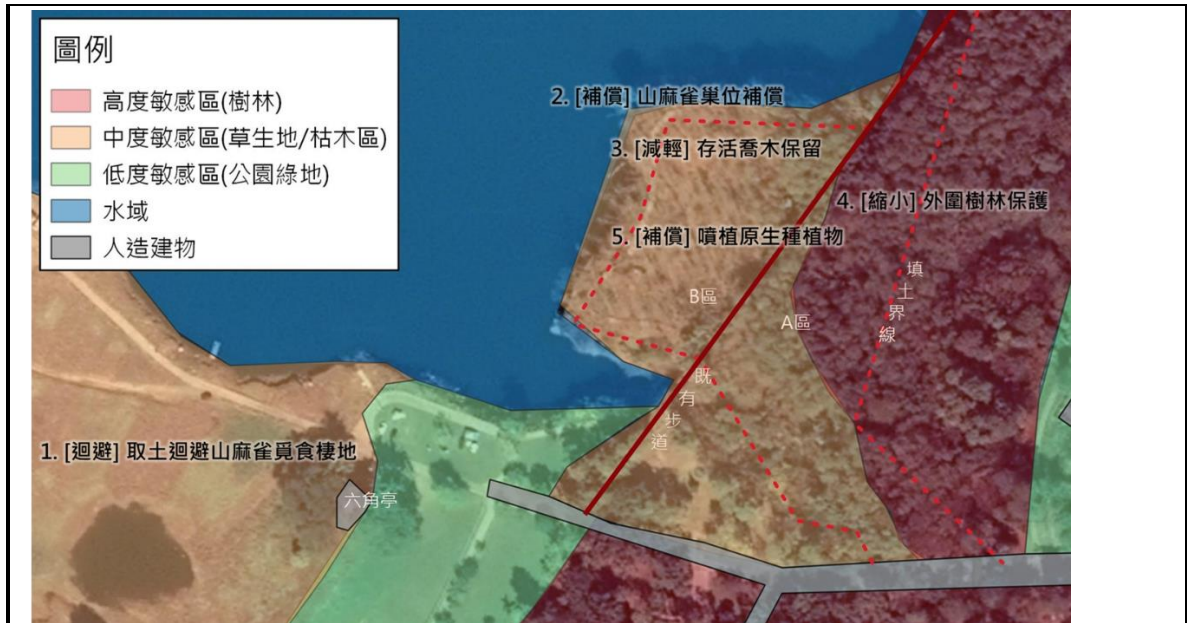 圖例
高度敏感區(樹林)
中度敏感區(草生地/枯木區)
低度敏感區(公園綠地)
水域
人造建物
2. [補償] 山麻雀巢位補償
3. [減輕] 存活喬木保留
4. [縮小] 外圍樹林保護
5. [補償] 噴植原生種植物
B區
A區
填土界線
既有步道
1. [迴避] 取土迴避山麻雀覓食棲地
六角亭